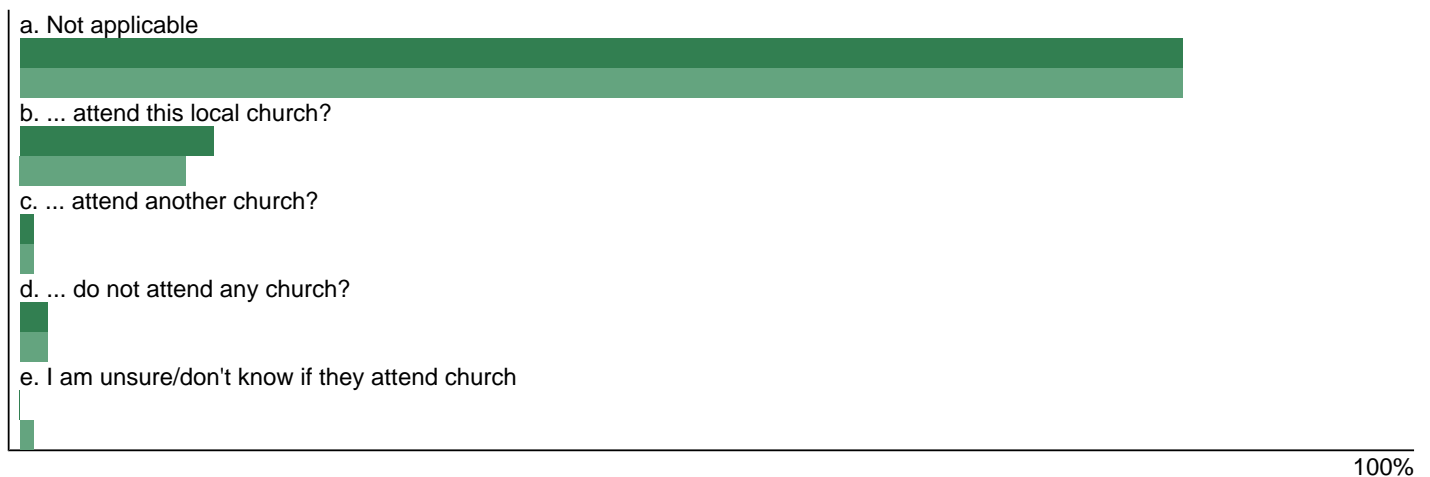 a. Not applicable
b. ... attend this local church?
c. ... attend another church?
d. ... do not attend any church?
e. I am unsure/don't know if they attend church
100%